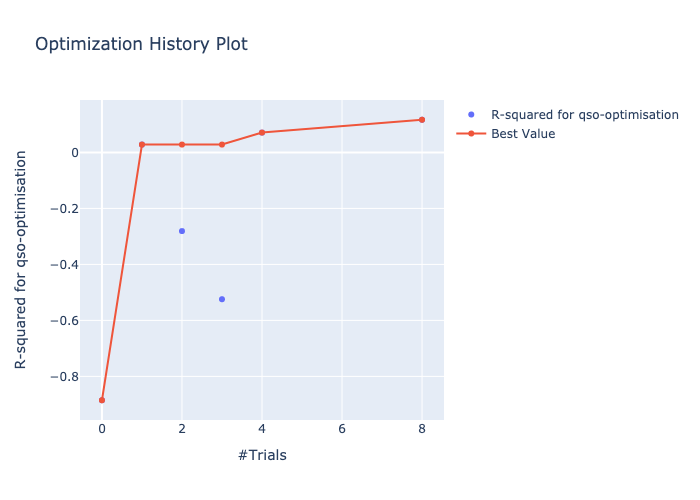 Optimization History Plot
R-squared for qso-optimisation
Best Value
R-squared for qso-optimisation
0
−0.2
−0.4
−0.6
−0.8
0 2 4 6 8
#Trials